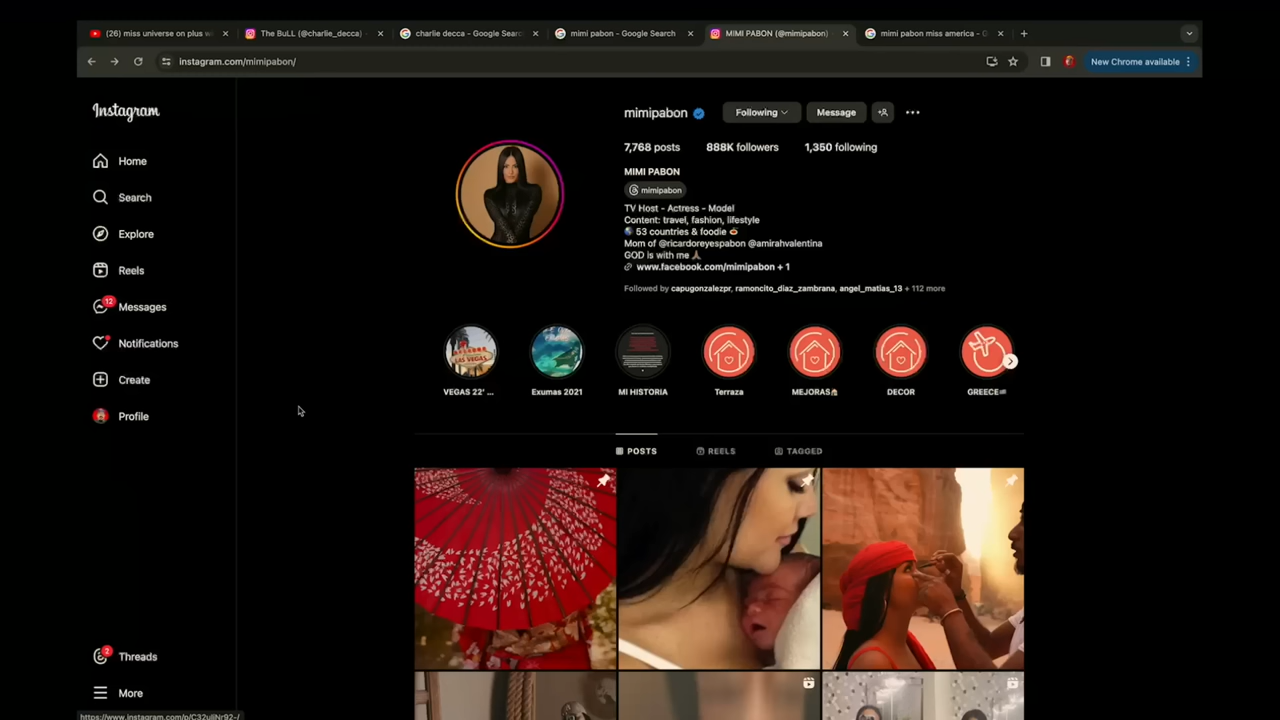 (26) miss universe on plus w
The BuLL (@charlie_decca)
charlie decca - Google Sear
mimi pabon - Google Search
MIMI PABON (@mimipabon)
mimi pabon miss america - G
instagram.com/mimipabon/
New Chrome available
Instagram
Home
Search
Explore
Reels
12
Messages
Notifications
Create
Profile
2
Threads
More
mimipabon
Following
Message
7,768 posts 888K followers 1,350 following
MIMI PABON
mimipabon
TV Host - Actress - Model
Content: travel, fashion, lifestyle
53 countries & foodie
Mom of @ricardoreyespabon @amirahvalentina
GOD is with me
www.facebook.com/mimipabon + 1
Followed by capugonzalezpr, ramoncito_diaz_zambrana, angel_matias_13 + 112 more
LAS VEGAS
VEGAS 22' ...
Exumas 2021
MI HISTORIA
Terraza
MEJORAS
DECOR
GREECE
POSTS
REELS
TAGGED